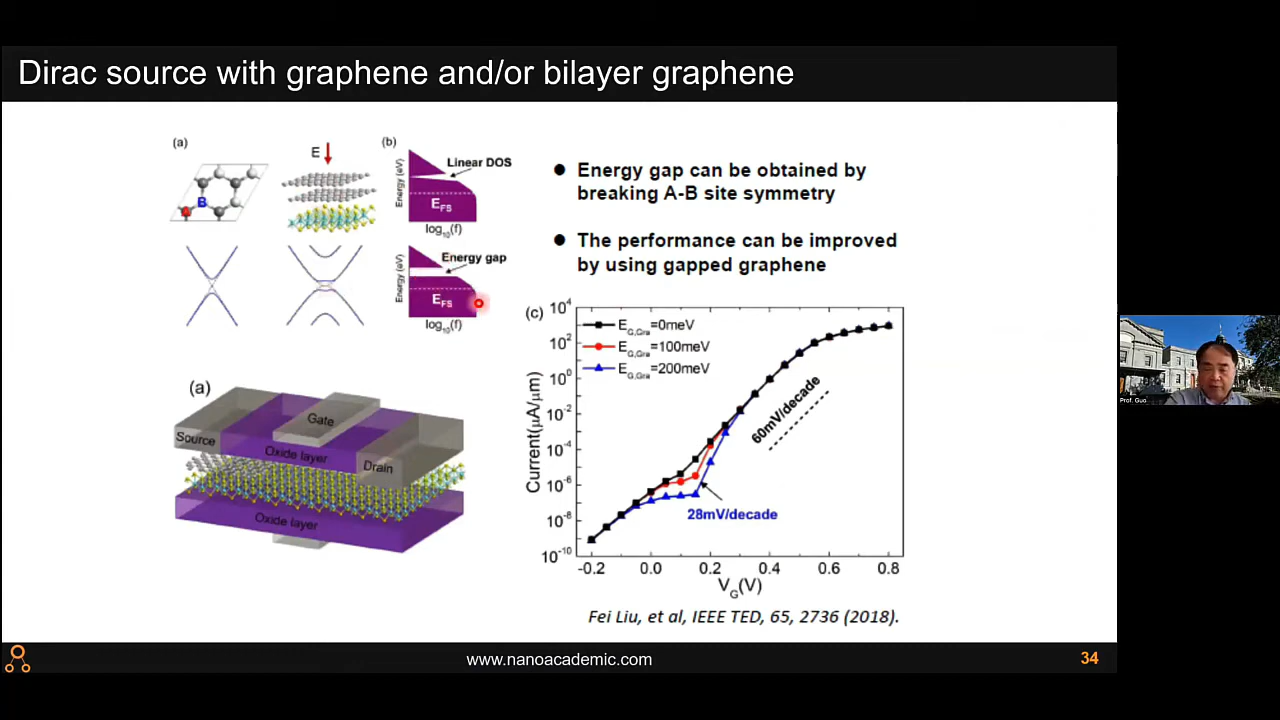 Dirac source with graphene and/or bilayer graphene
(a)
B
E
(b)
Energy (eV)
Linear DOS
E_FS
log10(f)
Energy (eV)
Energy gap
E_FS
log10(f)
● Energy gap can be obtained by
breaking A-B site symmetry
● The performance can be improved
by using gapped graphene
(a)
Gate
Source
Oxide layer
Drain
Oxide layer
(c)
E_G,Gra=0meV
E_G,Gra=100meV
E_G,Gra=200meV
60mV/decade
28mV/decade
Current(μA/μm)
10^4
10^2
10^0
10^-2
10^-4
10^-6
10^-8
10^-10
-0.2 0.0 0.2 0.4 0.6 0.8
V_G(V)
Fei Liu, et al, IEEE TED, 65, 2736 (2018).
Prof. Guo
www.nanoacademic.com
34